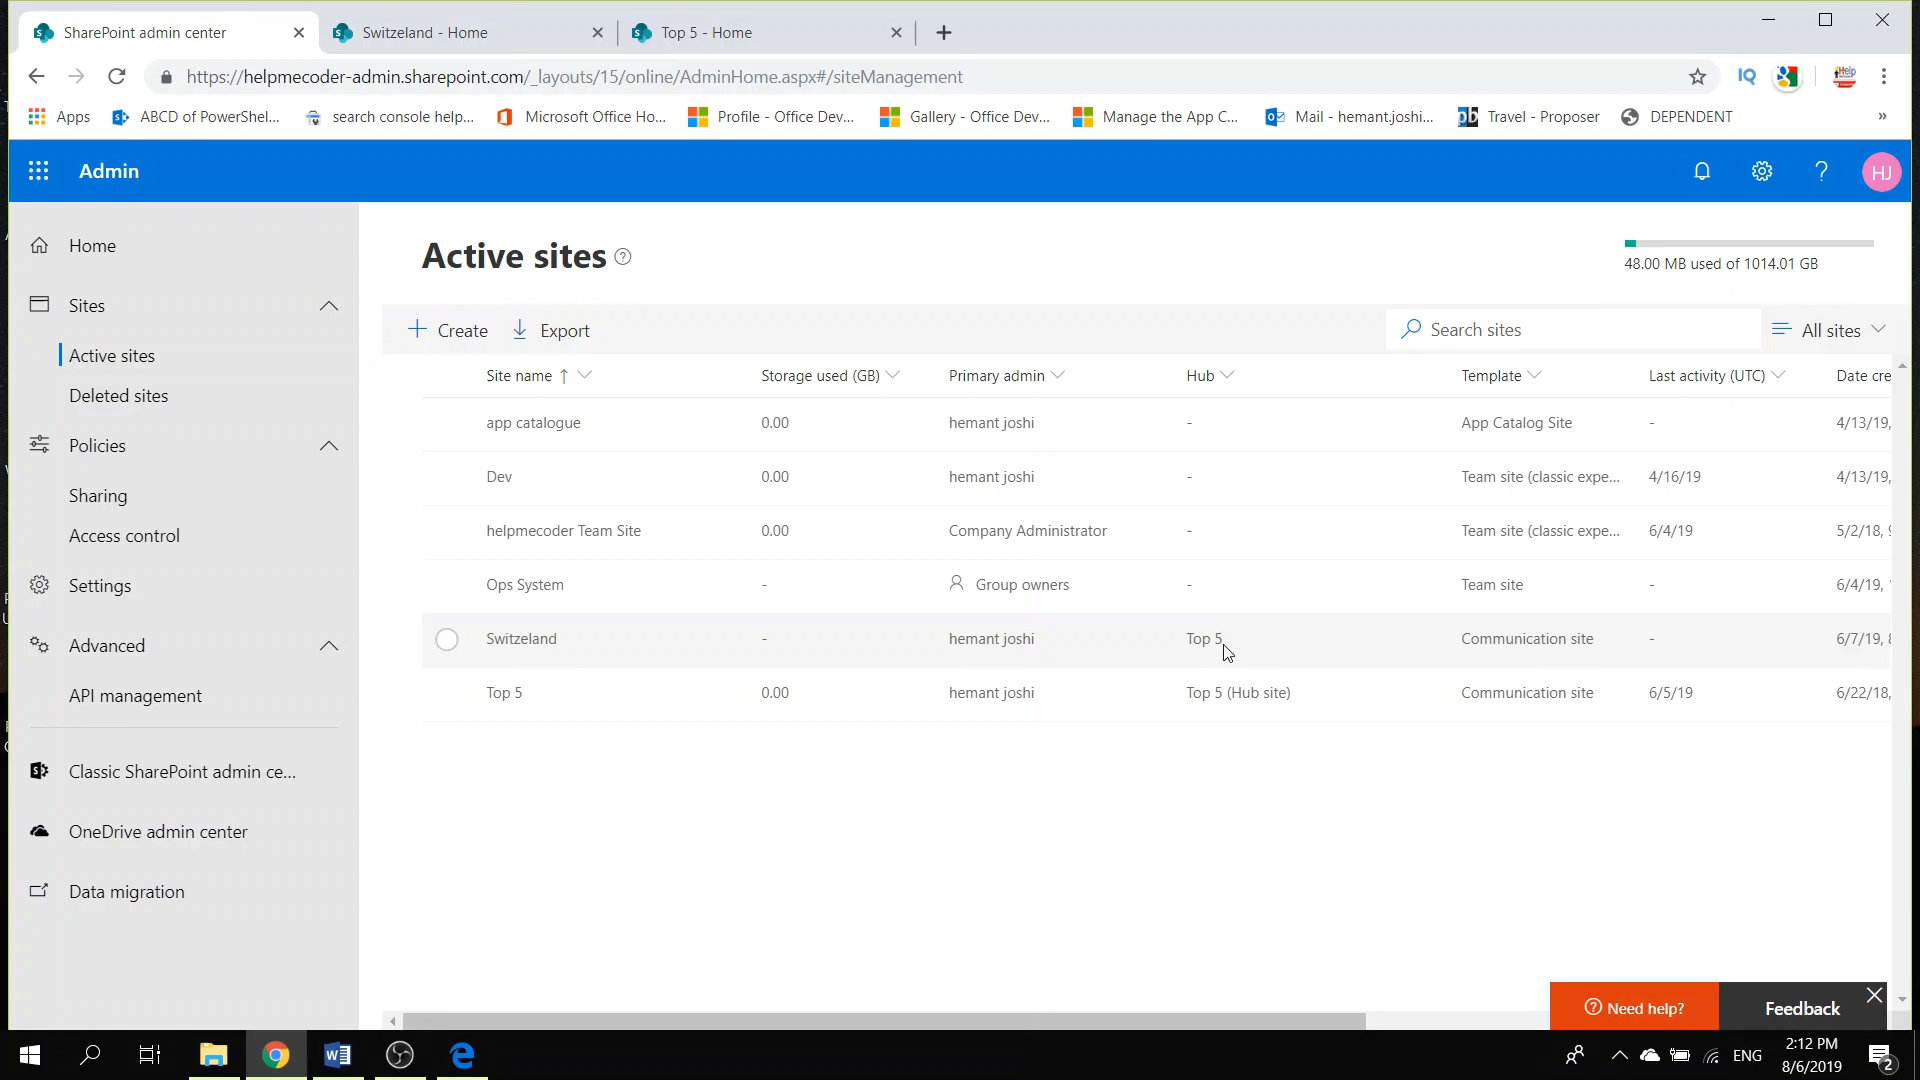 SharePoint admin center
Switzeland - Home
Top 5 - Home
https://helpmecoder-admin.sharepoint.com/_layouts/15/online/AdminHome.aspx#/siteManagement
IQ
Apps
ABCD of PowerShel...
search console help...
Microsoft Office Ho...
Profile - Office Dev...
Gallery - Office Dev...
Manage the App C...
Mail - hemant.joshi...
Travel - Proposer
DEPENDENT
»
Admin
?
HJ
Home
Sites
Active sites
Deleted sites
Policies
Sharing
Access control
Settings
Advanced
API management
Classic SharePoint admin ce...
OneDrive admin center
Data migration
Active sites
48.00 MB used of 1014.01 GB
+ Create
Export
Search sites
All sites
Site name ↑ Storage used (GB) Primary admin Hub Template Last activity (UTC) Date cre
app catalogue 0.00 hemant joshi - App Catalog Site - 4/13/19,
Dev 0.00 hemant joshi - Team site (classic expe... 4/16/19 4/13/19,
helpmecoder Team Site 0.00 Company Administrator - Team site (classic expe... 6/4/19 5/2/18,
Ops System - Group owners - Team site - 6/4/19,
Switzeland - hemant joshi Top 5 Communication site - 6/7/19,
Top 5 0.00 hemant joshi Top 5 (Hub site) Communication site 6/5/19 6/22/18,
Need help?
Feedback
ENG
2:12 PM
8/6/2019
2